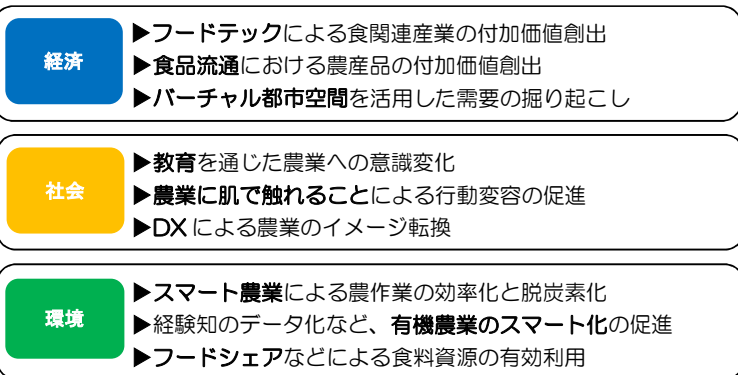 経済
▶フードテックによる食関連産業の付加価値創出
▶食品流通における農産品の付加価値創出
▶バーチャル都市空間を活用した需要の掘り起こし
社会
▶教育を通じた農業への意識変化
▶農業に肌で触れることによる行動変容の促進
▶DXによる農業のイメージ転換
環境
▶スマート農業による農作業の効率化と脱炭素化
▶経験知のデータ化など、有機農業のスマート化の促進
▶フードシェアなどによる食料資源の有効利用